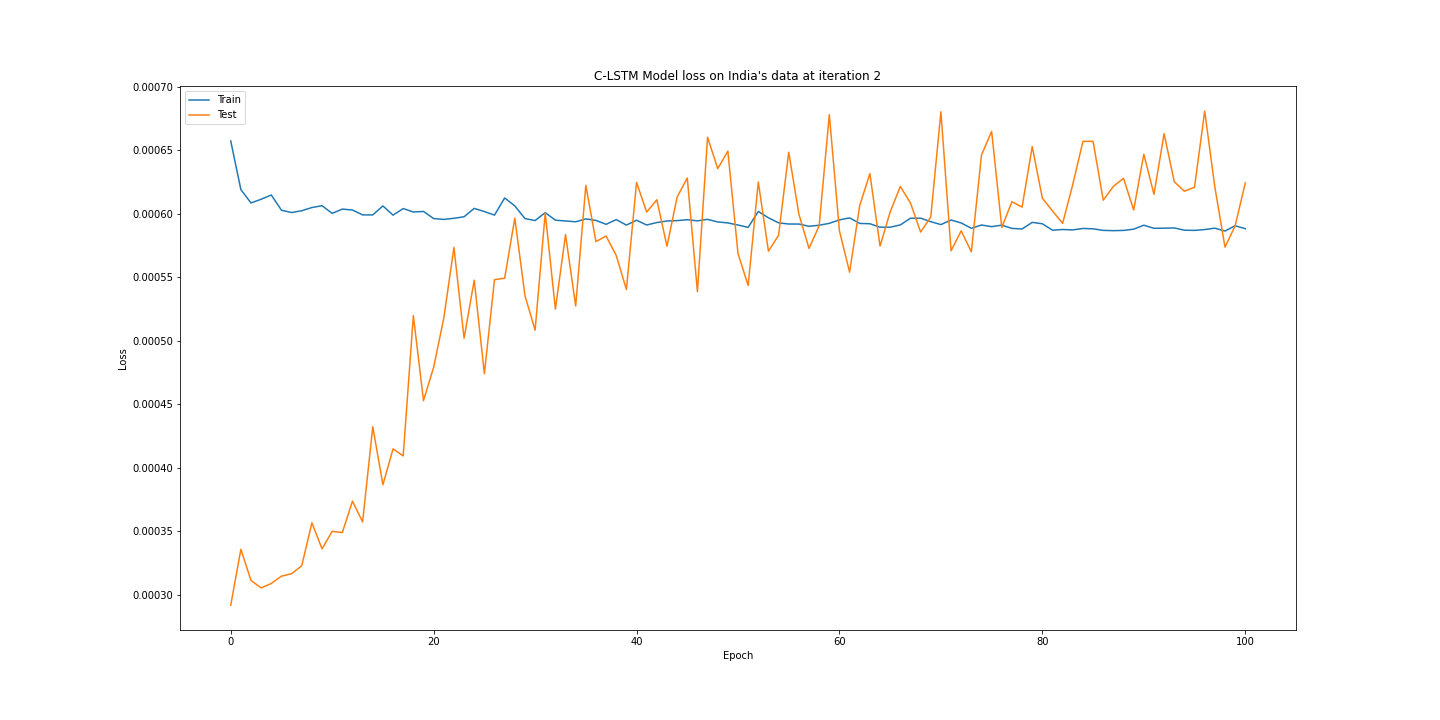 C-LSTM Model loss on India's data at iteration 2
Train
Test
0.00070
0.00065
0.00060
0.00055
0.00050
0.00045
0.00040
0.00035
0.00030
Loss
0 20 40 60 80 100
Epoch